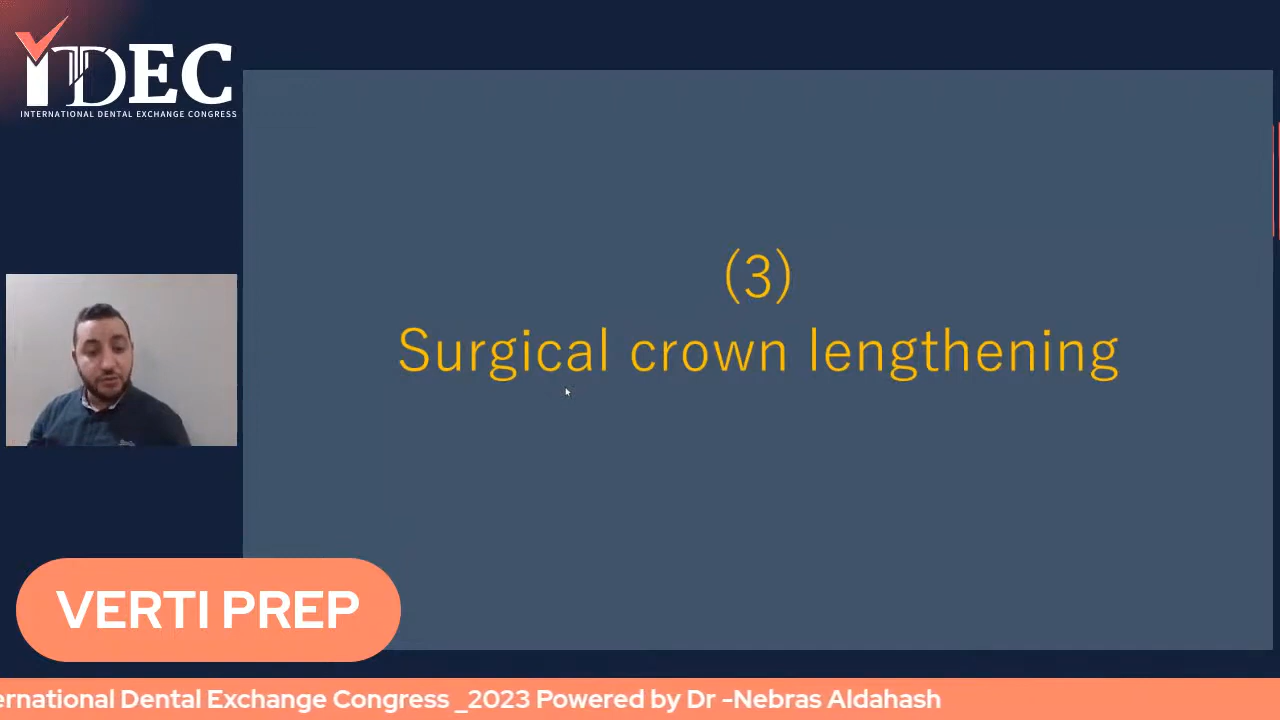 IDEC
INTERNATIONAL DENTAL EXCHANGE CONGRESS
(3)
Surgical crown lengthening
VERTI PREP
ernational Dental Exchange Congress _2023 Powered by Dr -Nebras Aldahash